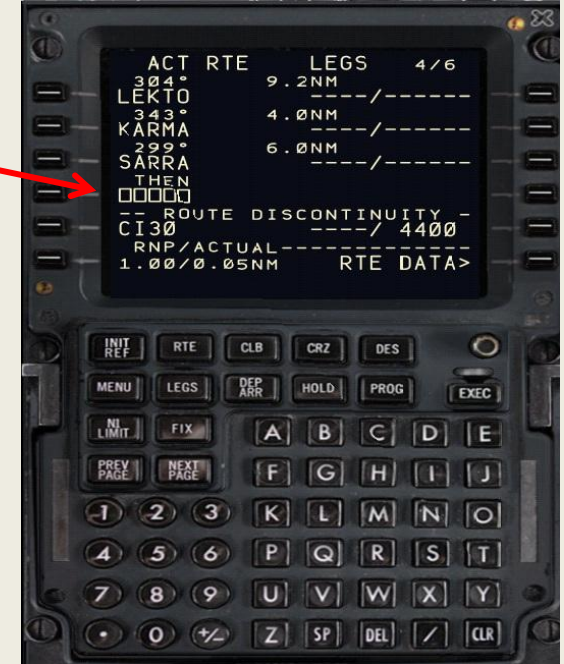 ACT RTE LEGS 4/6
304° 9.2NM
LEKTO ----/------
343° 4.0NM
KARMA ----/------
299° 6.0NM
SARRA ----/------
THEN
□□□□□
-- ROUTE DISCONTINUITY -
CI30 ----/ 4400
RNP/ACTUAL--------------
1.00/0.05NM RTE DATA>
INIT REF RTE CLB CRZ DES
MENU LEGS DEP ARR HOLD PROG EXEC
N1 LIMIT FIX A B C D E
PREV PAGE NEXT PAGE F G H I J
1 2 3 K L M N O
4 5 6 P Q R S T
7 8 9 U V W X Y
. 0 +/- Z SP DEL / CLR